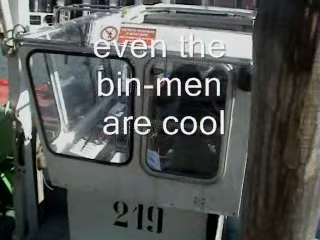 even the
bin-men
are cool
219